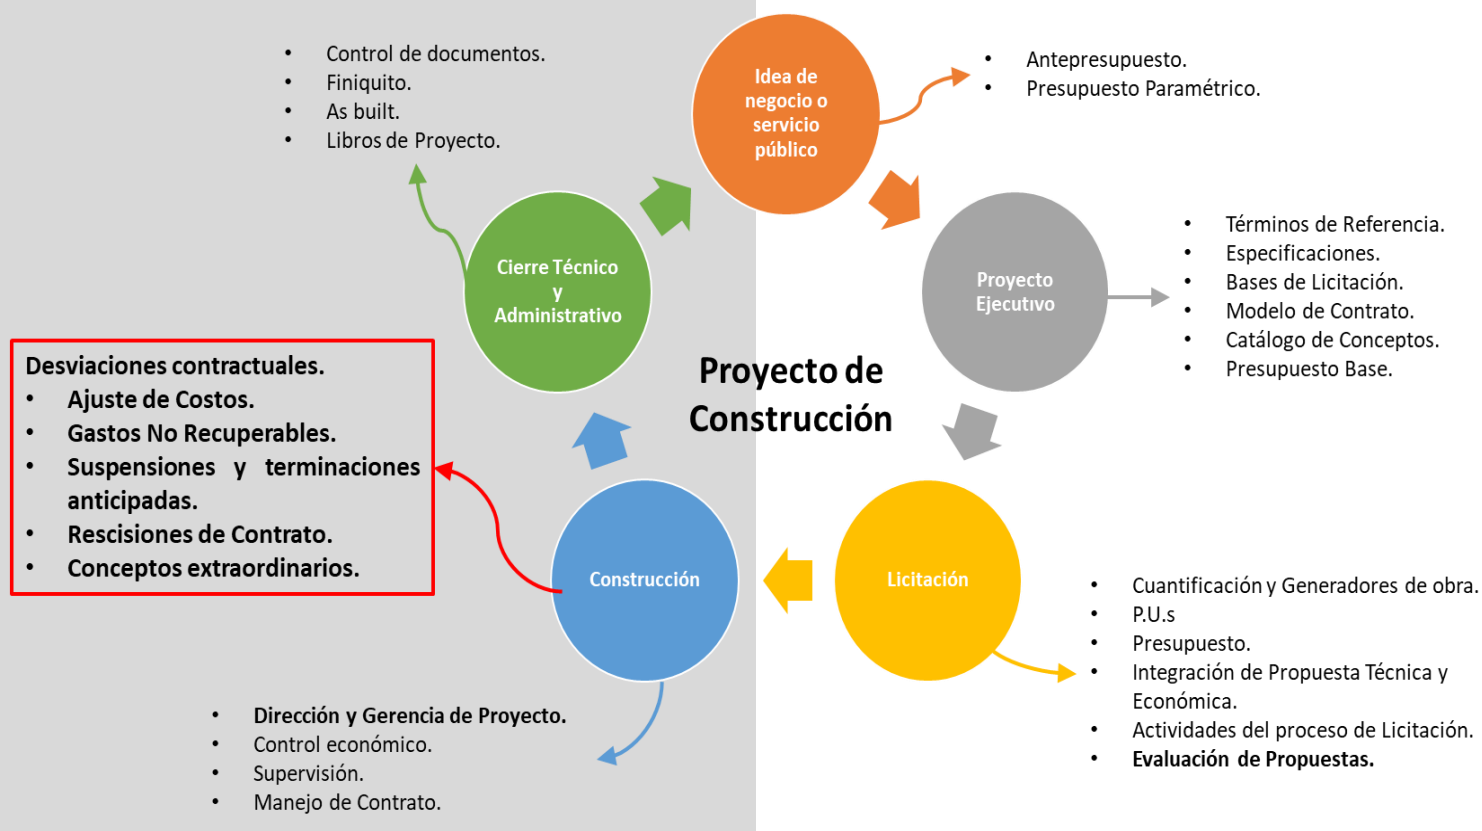 • Control de documentos.
• Finiquito.
• As built.
• Libros de Proyecto.
Idea de
negocio o
servicio
público
• Antepresupuesto.
• Presupuesto Paramétrico.
Cierre Técnico
y
Administrativo
Proyecto
Ejecutivo
• Términos de Referencia.
• Especificaciones.
• Bases de Licitación.
• Modelo de Contrato.
• Catálogo de Conceptos.
• Presupuesto Base.
Proyecto de
Construcción
Desviaciones contractuales.
• Ajuste de Costos.
• Gastos No Recuperables.
• Suspensiones y terminaciones
anticipadas.
• Rescisiones de Contrato.
• Conceptos extraordinarios.
Construcción
Licitación
• Cuantificación y Generadores de obra.
• P.U.s
• Presupuesto.
• Integración de Propuesta Técnica y
Económica.
• Actividades del proceso de Licitación.
• Evaluación de Propuestas.
• Dirección y Gerencia de Proyecto.
• Control económico.
• Supervisión.
• Manejo de Contrato.